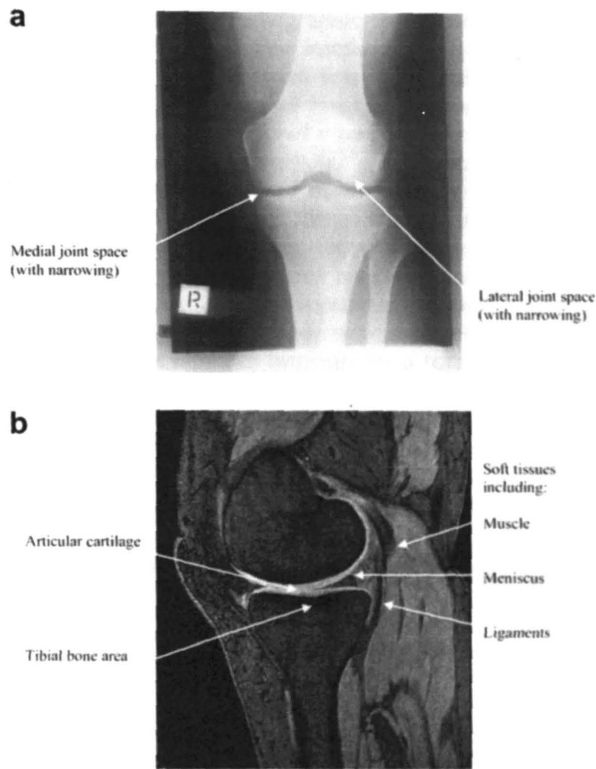 a
Medial joint space
(with narrowing)
R
Lateral joint space
(with narrowing)
b
Soft tissues
including:
Muscle
Articular cartilage
Meniscus
Tibial bone area
Ligaments